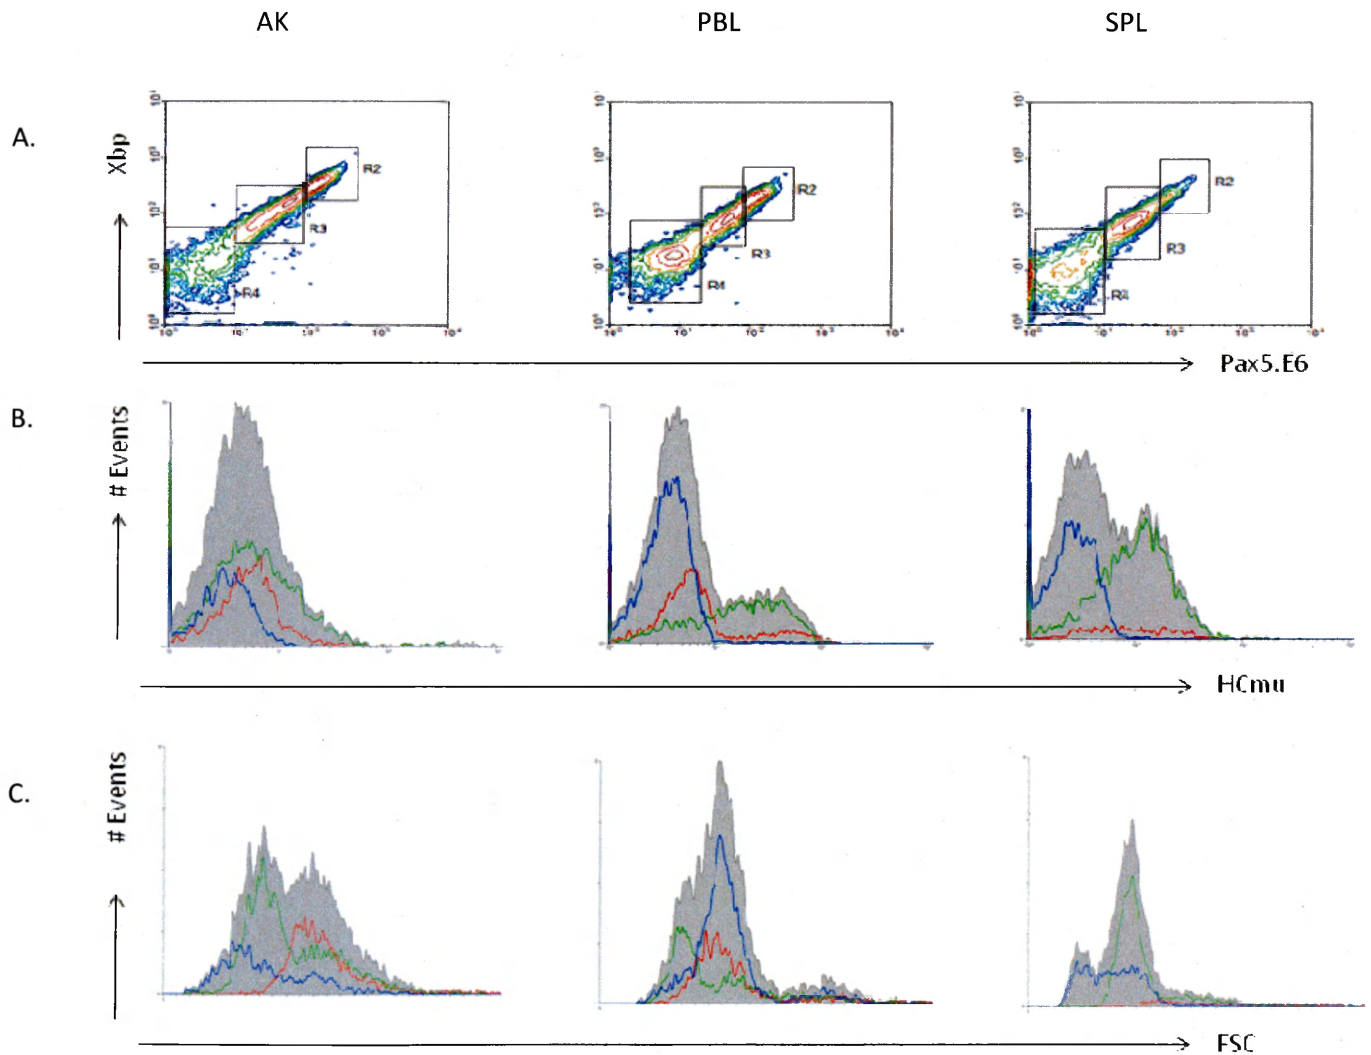 AK PBL SPL
A.
Xbp
R2 R3 R4
R2 R3 R4
R2 R3 R4
Pax5.E6
B.
# Events
HCmu
C.
# Events
FSC